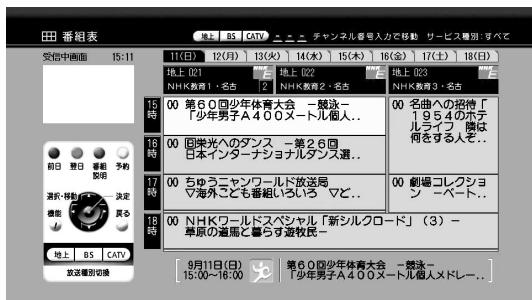 番組表
地上 BS CATV _ _ _ チャンネル番号入力で移動 サービス種別:すべて
受信中画面 15:11
11(日) 12(月) 13(火) 14(水) 15(木) 16(金) 17(土) 18(日)
地上 021 NHK E 地上 022 NHK E 地上 023 NHK E
NHK教育1・名古 2 NHK教育2・名古 NHK教育3・名古
15時 00 第60回少年体育大会 -競泳-
「少年男子A400メートル個人..
00 名曲への招待「
1954のホテ
ルライフ 隣は
何をする人ぞ..
16時 00 回栄光へのダンス -第26回
日本インターナショナルダンス選..
17時 00 ちゅうニャンワールド放送局
▽海外こども番組いろいろ ▽ど..
00 劇場コレクショ
ン -ベート..
18時 00 NHKワールドスペシャル「新シルクロード」(3) -
草原の道馬と暮らす遊牧民-
前日 翌日 番組説明 予約
選択・移動 決定
機能 戻る
地上 BS CATV
放送種別切換
9月11日(日)
15:00~16:00
第60回少年体育大会 -競泳-
「少年男子A400メートル個人メドレー..